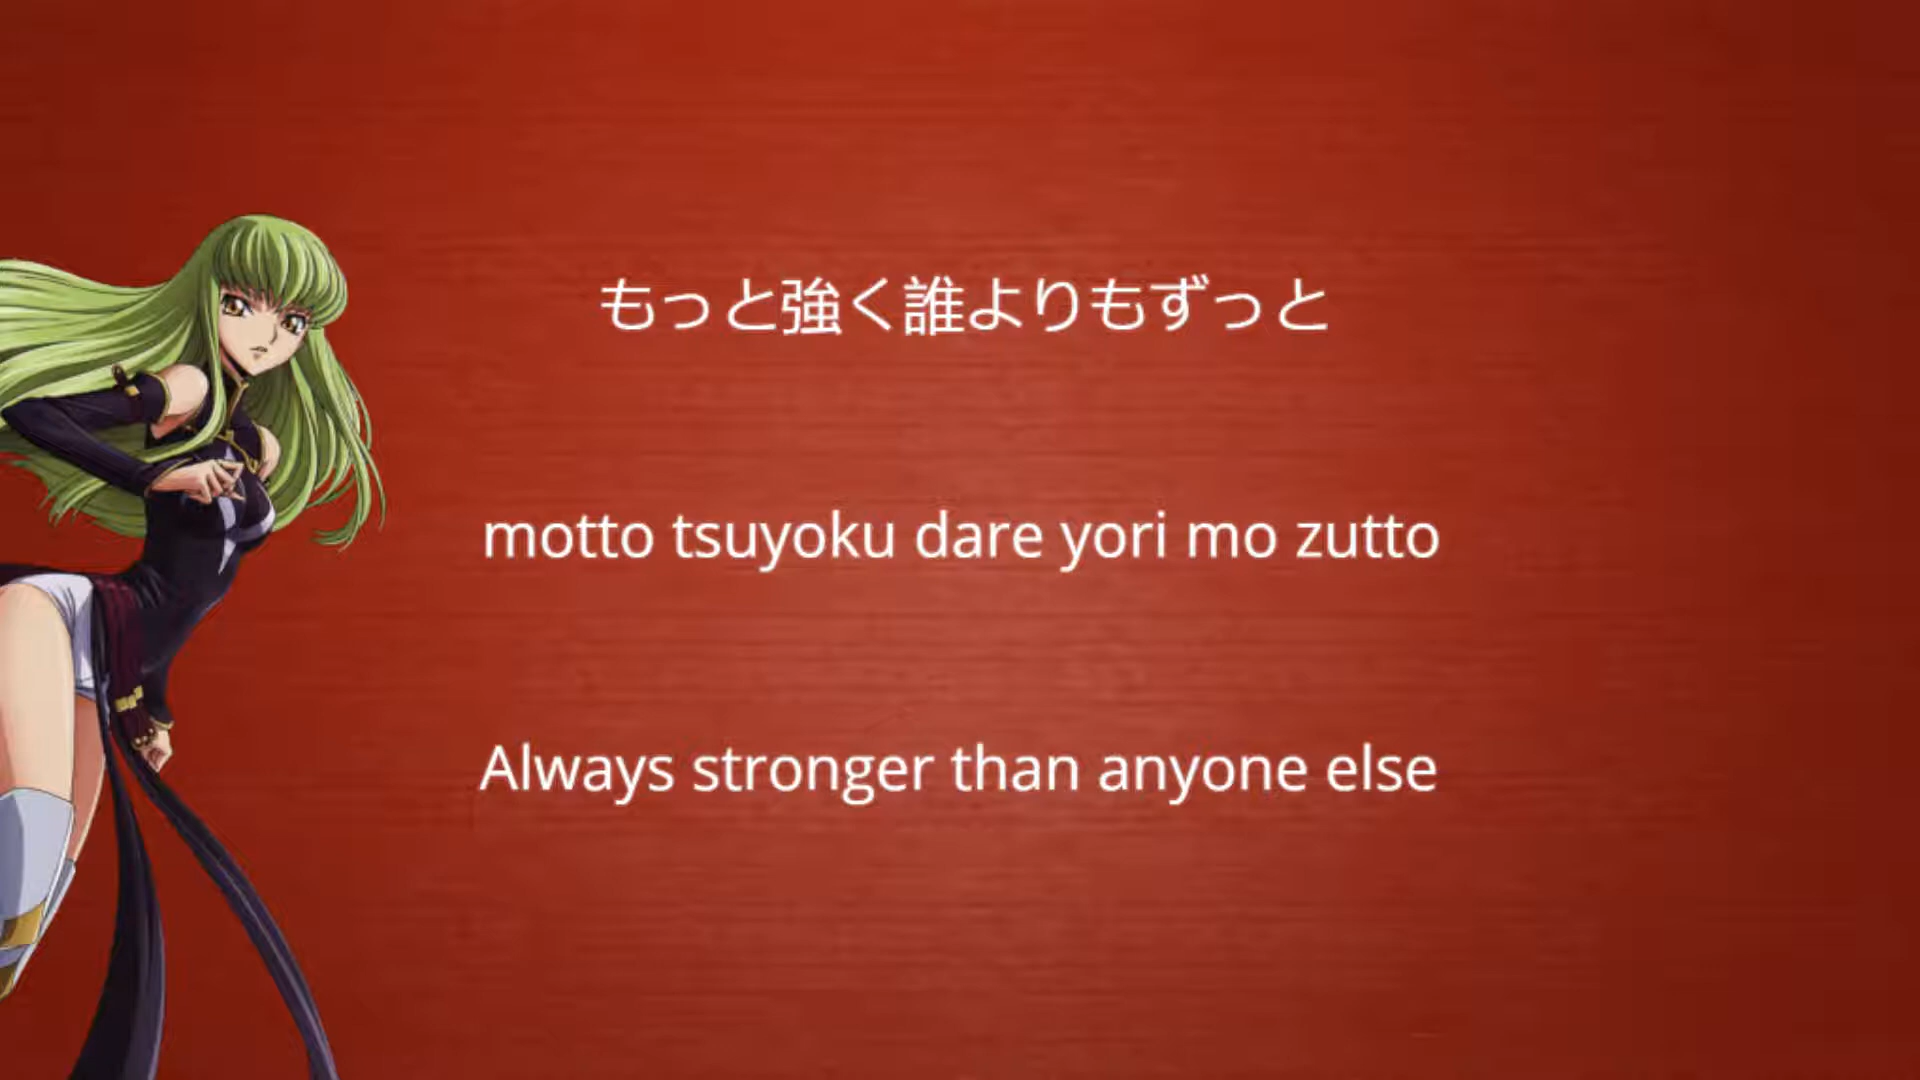 もっと強く誰よりもずっと
motto tsuyoku dare yori mo zutto
Always stronger than anyone else